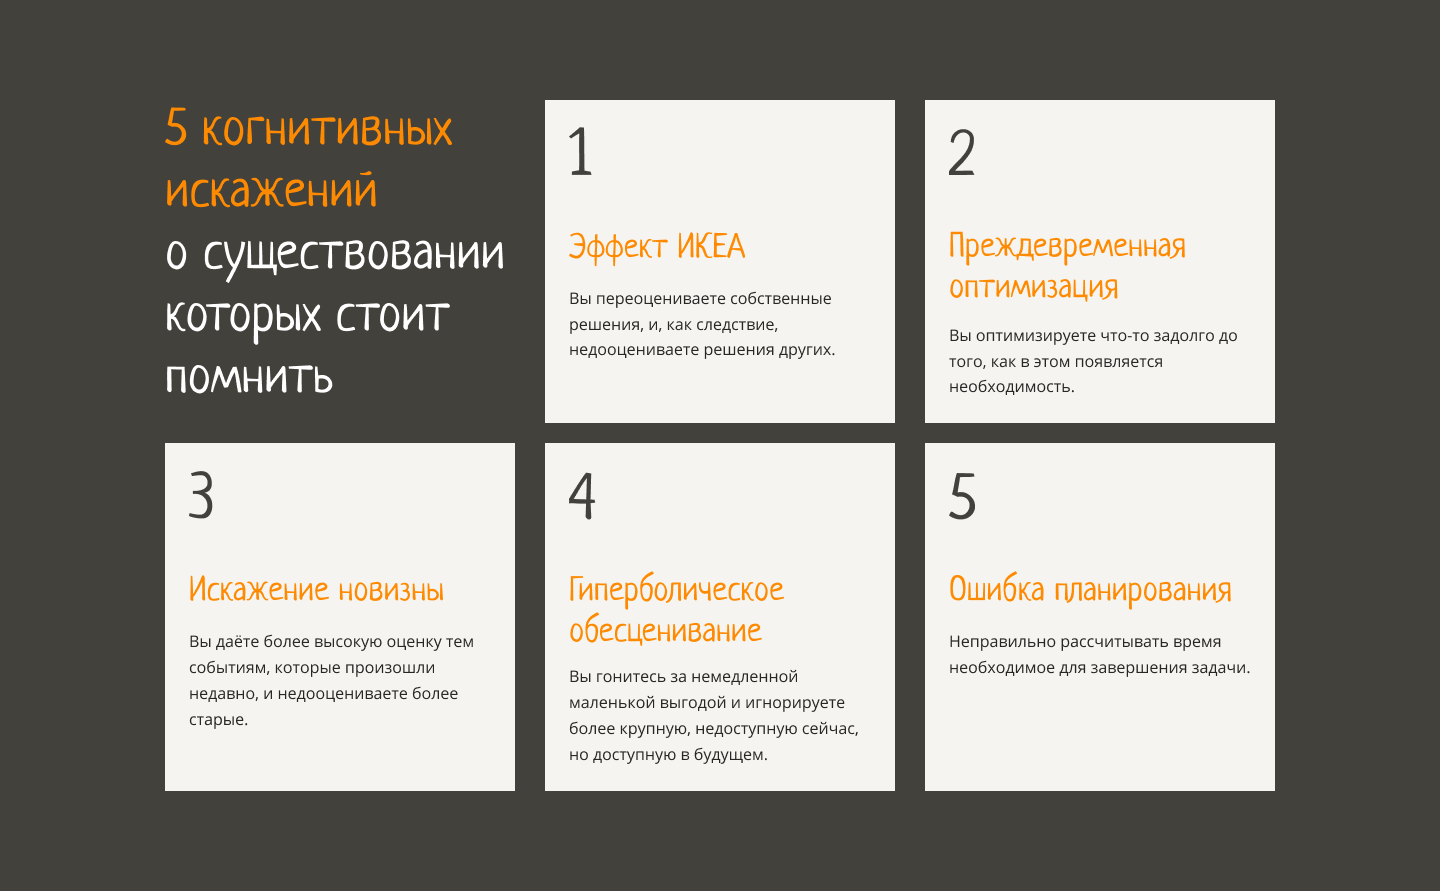 5 когнитивных
искажений
о существовании
которых стоит
помнить
1
Эффект ИКЕА
Вы переоцениваете собственные
решения, и, как следствие,
недооцениваете решения других.
2
Преждевременная
оптимизация
Вы оптимизируете что-то задолго до
того, как в этом появляется
необходимость.
3
Искажение новизны
Вы даёте более высокую оценку тем
событиям, которые произошли
недавно, и недооцениваете более
старые.
4
Гиперболическое
обесценивание
Вы гонитесь за немедленной
маленькой выгодой и игнорируете
более крупную, недоступную сейчас,
но доступную в будущем.
5
Ошибка планирования
Неправильно рассчитывать время
необходимое для завершения задачи.